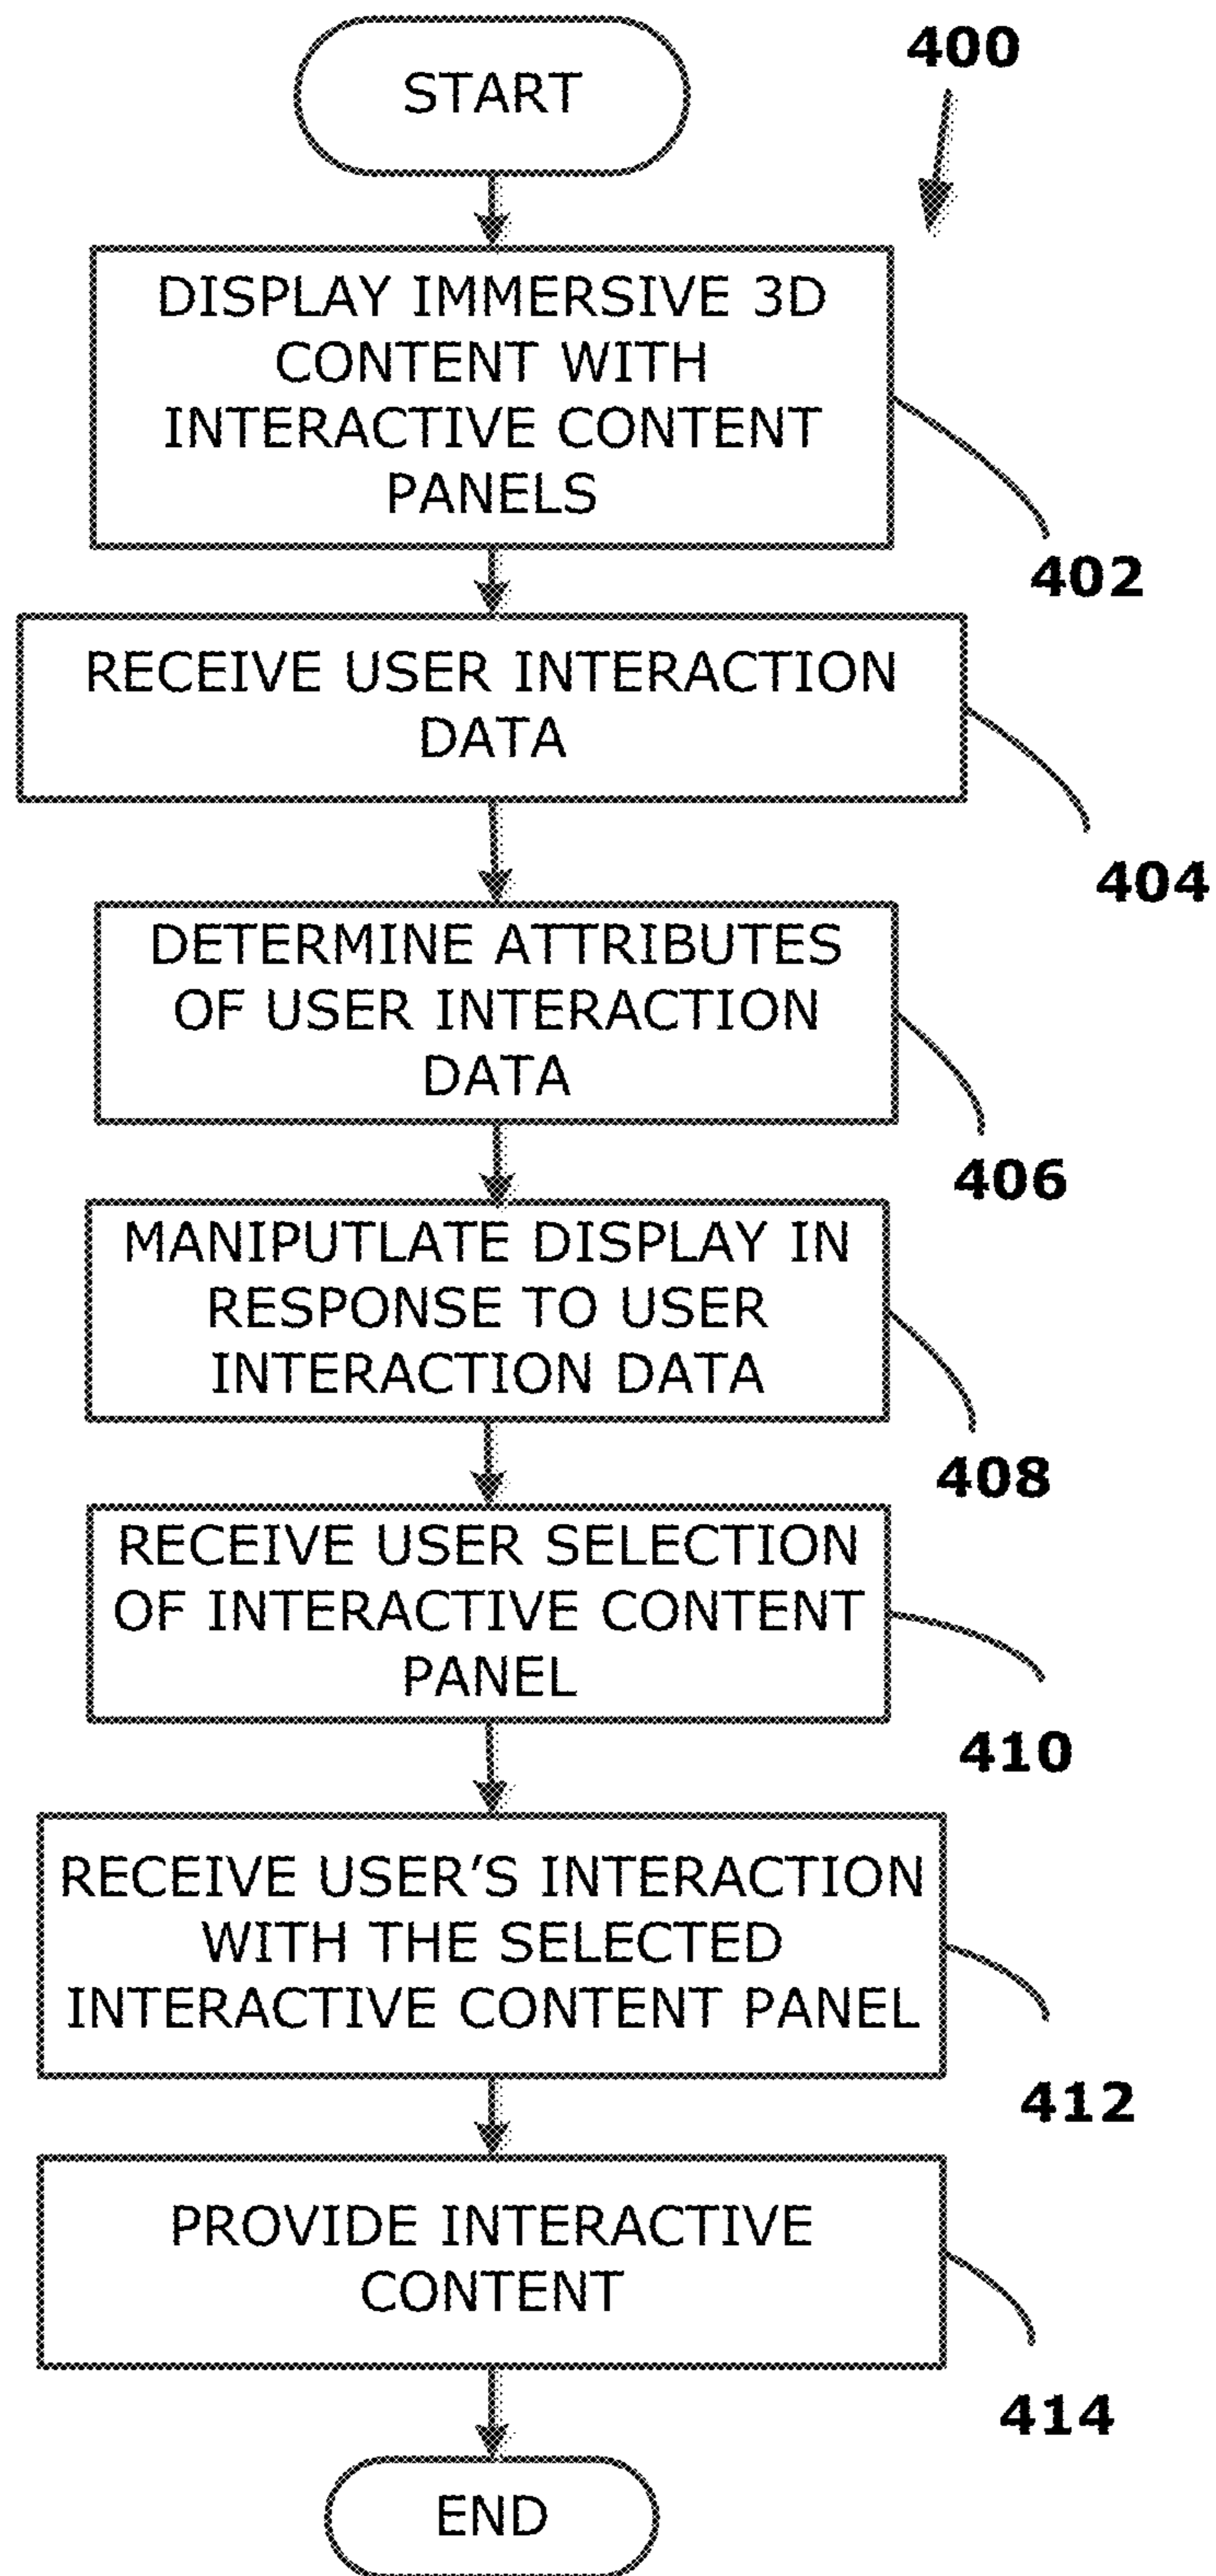 START
400
DISPLAY IMMERSIVE 3D
CONTENT WITH
INTERACTIVE CONTENT
PANELS
402
RECEIVE USER INTERACTION
DATA
404
DETERMINE ATTRIBUTES
OF USER INTERACTION
DATA
406
MANIPUTLATE DISPLAY IN
RESPONSE TO USER
INTERACTION DATA
408
RECEIVE USER SELECTION
OF INTERACTIVE CONTENT
PANEL
410
RECEIVE USER’S INTERACTION
WITH THE SELECTED
INTERACTIVE CONTENT PANEL
412
PROVIDE INTERACTIVE
CONTENT
414
END